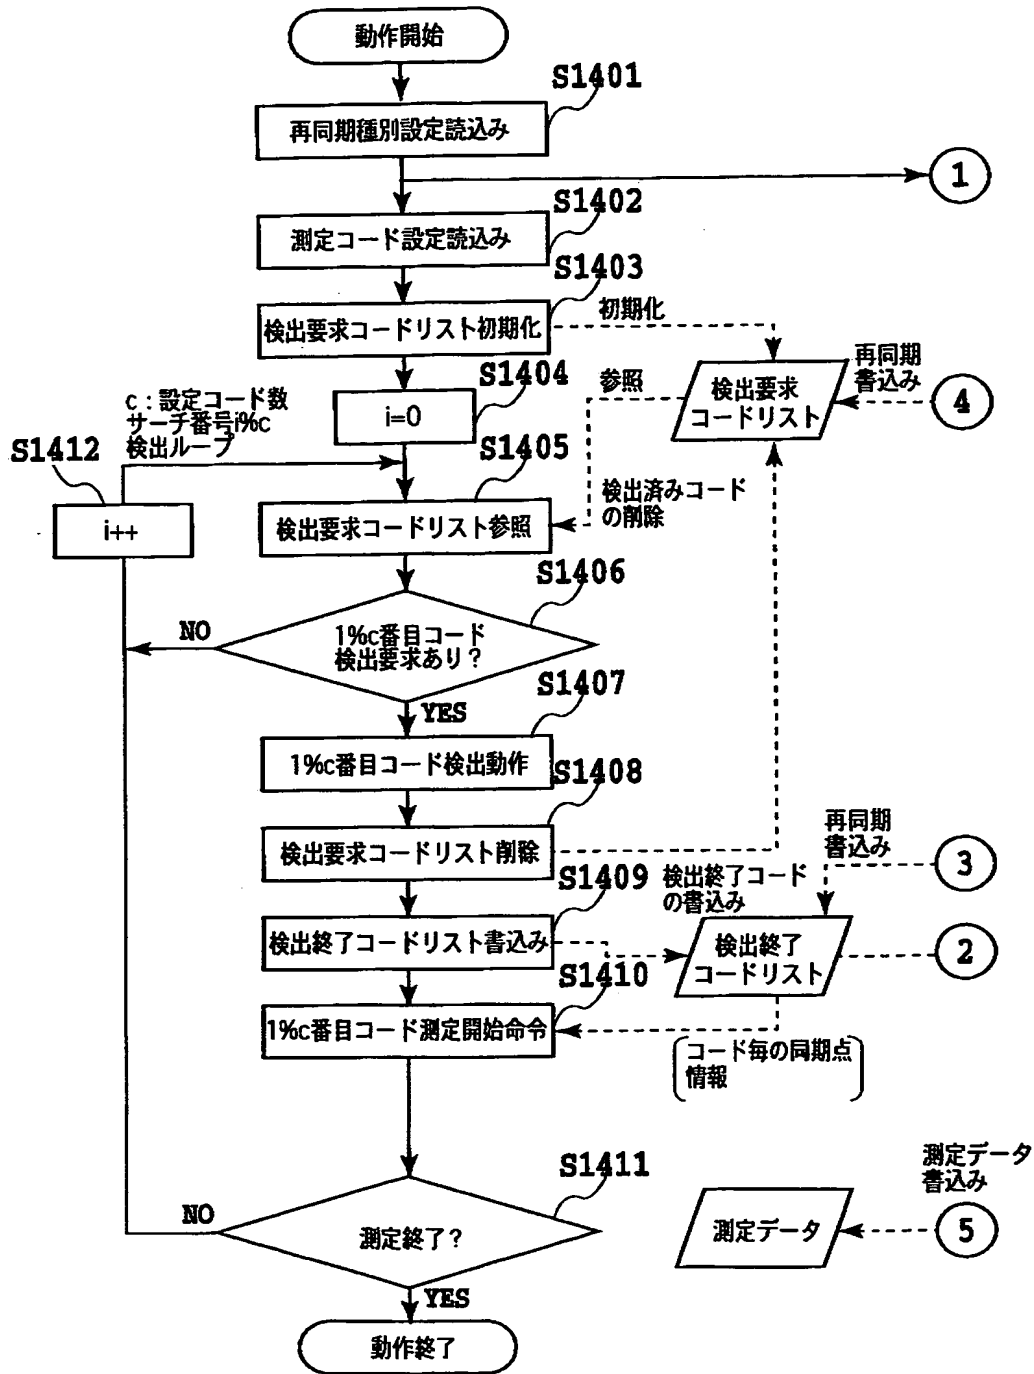 動作開始
S1401
再同期種別設定読込み
1
S1402
測定コード設定読込み
S1403
検出要求コードリスト初期化
初期化
S1404
i=0
c：設定コード数
サーチ番号i%c
検出ループ
参照
検出要求
コードリスト
再同期
書込み
4
S1412
i++
S1405
検出要求コードリスト参照
検出済みコード
の削除
S1406
1%c番目コード
検出要求あり？
NO
YES
S1407
1%c番目コード検出動作
S1408
検出要求コードリスト削除
再同期
書込み
3
S1409
検出終了コードリスト書込み
検出終了コード
の書込み
検出終了
コードリスト
2
S1410
1%c番目コード測定開始命令
コード毎の同期点
情報
S1411
測定終了？
NO
YES
測定データ
測定データ
書込み
5
動作終了